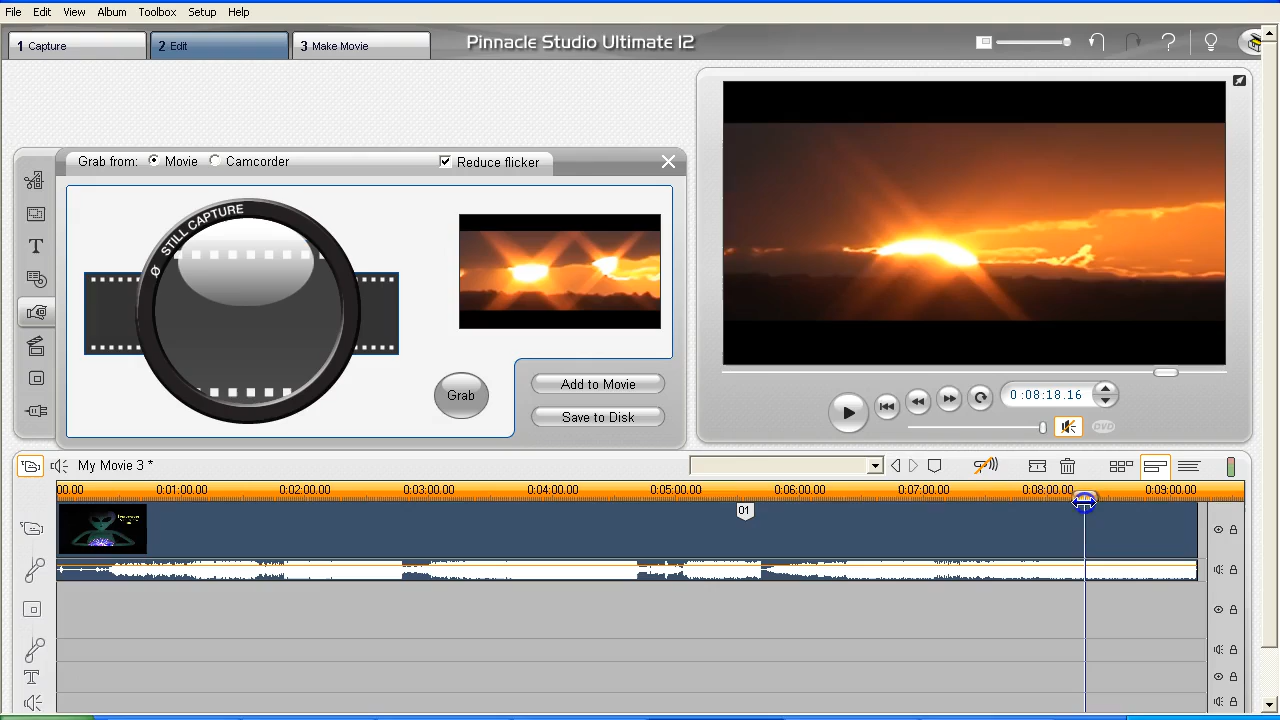 File Edit View Album Toolbox Setup Help
1 Capture
2 Edit
3 Make Movie
Pinnacle Studio Ultimate 12
Grab from: Movie Camcorder
Reduce flicker
STILL CAPTURE
Grab
Add to Movie
Save to Disk
0:08:18.16
DVD
My Movie 3 *
00.00 0:01:00.00 0:02:00.00 0:03:00.00 0:04:00.00 0:05:00.00 0:06:00.00 0:07:00.00 0:08:00.00 0:09:00.00
01